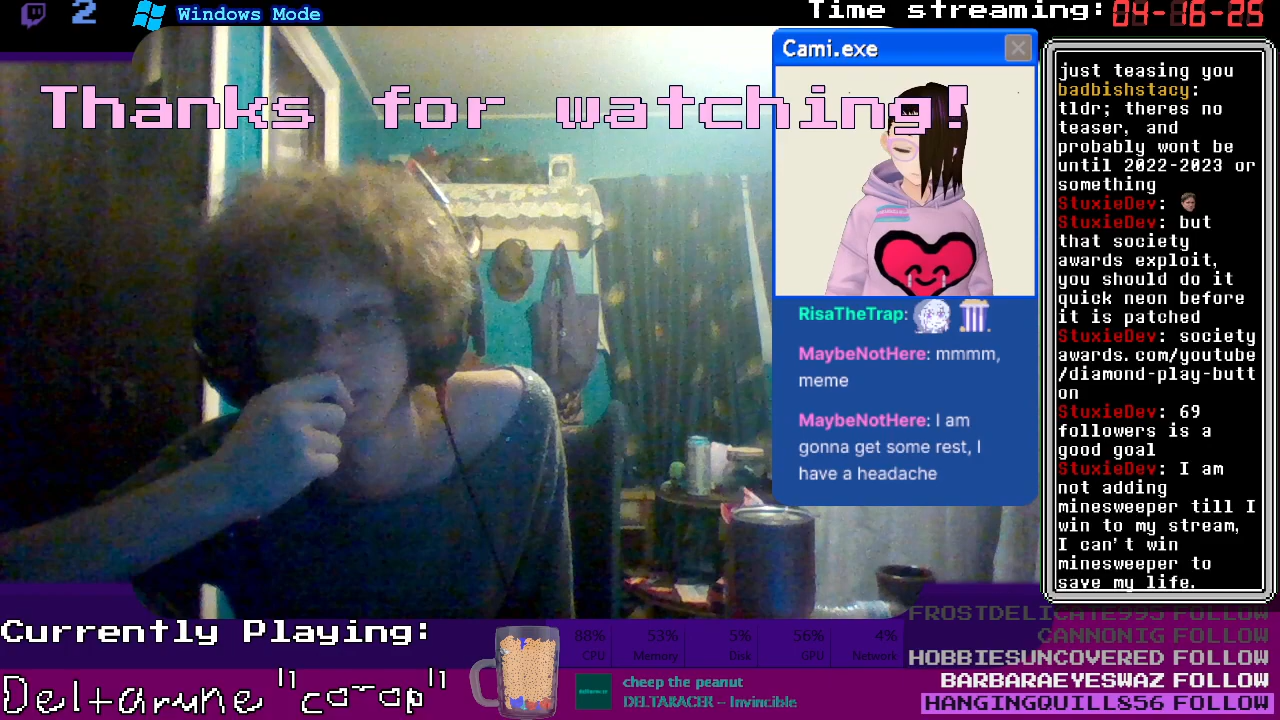 2
Windows Mode
Time streaming: 04-16-25
Thanks for watching!
Cami.exe
RisaTheTrap:
MaybeNotHere: mmmm,
meme
MaybeNotHere: I am
gonna get some rest, I
have a headache
just teasing you
badbishstacy:
tldr; theres no
teaser, and
probably wont be
until 2022-2023 or
something
StuxieDev:
StuxieDev: but
that society
awards exploit,
you should do it
quick neon before
it is patched
StuxieDev: society
awards.com/youtube
/diamond-play-butt
on
StuxieDev: 69
followers is a
good goal
StuxieDev: I am
not adding
minesweeper till I
win to my stream,
I can't win
minesweeper to
save my life.
FROSTDELICATE995 FOLLOW
CANNONIG FOLLOW
HOBBIESUNCOVERED FOLLOW
BARBARAEYESWAZ FOLLOW
HANGINGQUILL856 FOLLOW
Currently Playing:
Deltarune "co-op"
88% 53% 5% 56% 4%
CPU Memory Disk GPU Network
cheep the peanut
DELTARACER - Invincible